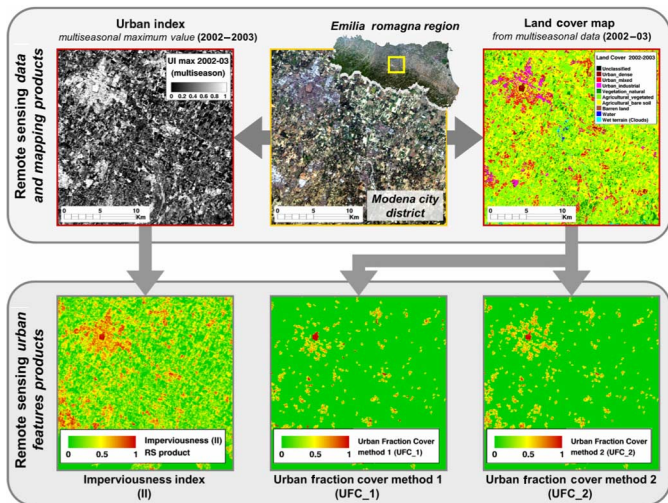 Remote sensing data
and mapping products
Urban index
multiseasonal maximum value (2002-2003)
UI max 2002-03
(multiseason)
0 0.2 0.4 0.6 0.8 1
0 5 10
Km
Emilia romagna region
0 5 10
Km
Modena city
district
Land cover map
from multiseasonal data (2002-03)
Land Cover 2002-2003
Unclassified
Urban_dense
Urban_mixed
Urban_industrial
Vegetation_natural
Agricultural_vegetated
Agricultural_bare soil
Barren land
Water
Wet terrain (Clouds)
0 5 10
Km
Remote sensing urban
features products
Imperviousness (II)
RS product
0 0.5 1
Imperviousness index
(II)
Urban Fraction Cover
method 1 (UFC_1)
0 0.5 1
Urban fraction cover method 1
(UFC_1)
Urban Fraction Cover
method 2 (UFC_2)
0 0.5 1
Urban fraction cover method 2
(UFC_2)